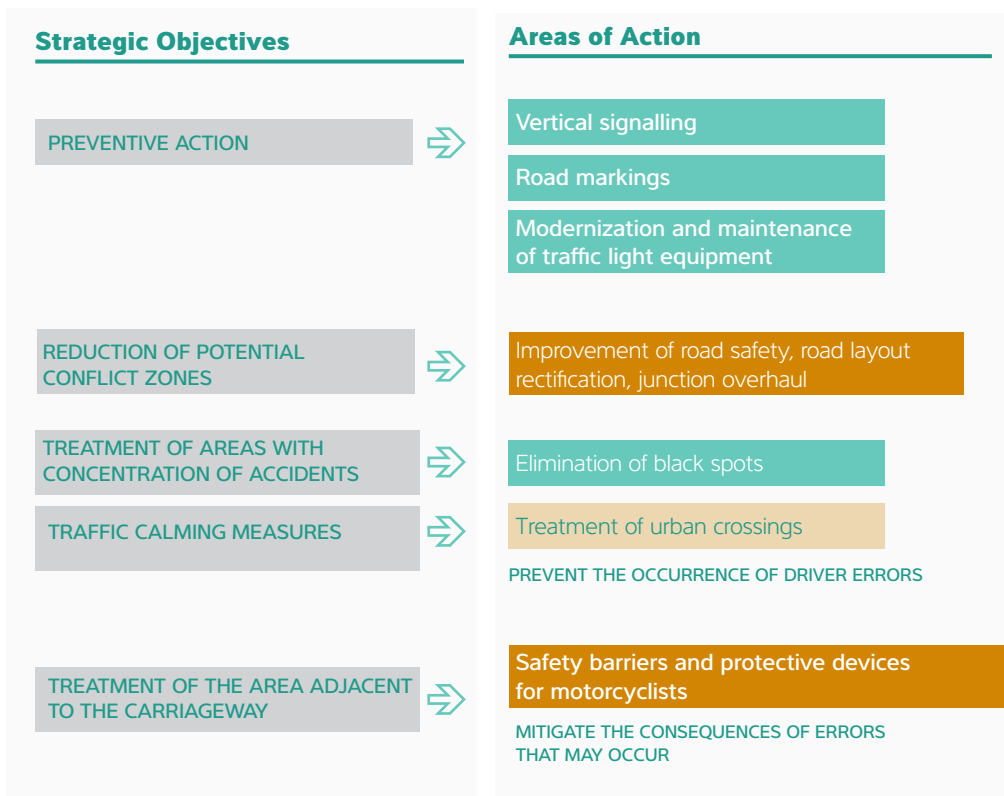 Strategic Objectives
Areas of Action
PREVENTIVE ACTION
Vertical signalling
Road markings
Modernization and maintenance
of traffic light equipment
REDUCTION OF POTENTIAL
CONFLICT ZONES
Improvement of road safety, road layout
rectification, junction overhaul
TREATMENT OF AREAS WITH
CONCENTRATION OF ACCIDENTS
Elimination of black spots
TRAFFIC CALMING MEASURES
Treatment of urban crossings
PREVENT THE OCCURRENCE OF DRIVER ERRORS
TREATMENT OF THE AREA ADJACENT
TO THE CARRIAGEWAY
Safety barriers and protective devices
for motorcyclists
MITIGATE THE CONSEQUENCES OF ERRORS
THAT MAY OCCUR